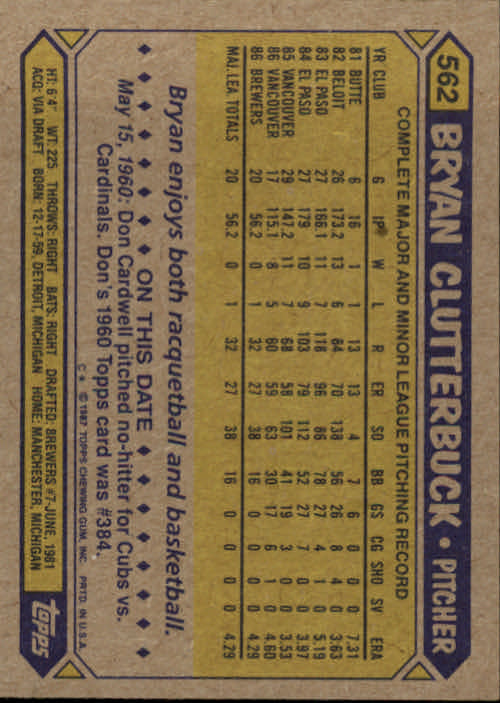 562 BRYAN CLUTTERBUCK • PITCHER
COMPLETE MAJOR AND MINOR LEAGUE PITCHING RECORD
YR CLUB G IP W L R ER SO BB GS CG SHO SV ERA
81 BUTTE 6 16 1 1 13 13 4 7 6 0 0 0 7.31
82 BELOIT 26 173.2 13 6 84 70 138 56 26 8 4 0 3.63
83 EL PASO 27 166.1 11 7 116 96 86 78 27 4 1 0 5.19
84 EL PASO 27 179 10 9 103 79 112 52 27 7 0 0 3.97
85 VANCOUVER 29 147.2 11 7 68 58 101 41 19 3 0 3 3.53
86 VANCOUVER 17 115.1 8 5 60 59 63 30 17 6 1 0 4.60
86 BREWERS 20 56.2 0 1 32 27 38 16 0 0 0 0 4.29
MAJ. LEA. TOTALS 20 56.2 0 1 32 27 38 16 0 0 0 0 4.29
Bryan enjoys both racquetball and basketball.
◆ ◆ ◆ ◆ ◆ ◆ ON THIS DATE ◆ ◆ ◆ ◆ ◆ ◆
May 15, 1960: Don Cardwell pitched no-hitter for Cubs vs.
Cardinals. Don's 1960 Topps card was #384.
C* © 1987 TOPPS CHEWING GUM, INC. PRTD. IN U.S.A.
HT: 6'4" WT: 225 THROWS: RIGHT BATS: RIGHT DRAFTED: BREWERS #7-JUNE, 1981
ACQ: VIA DRAFT BORN: 12-17-59, DETROIT, MICHIGAN HOME: MANCHESTER, MICHIGAN
topps